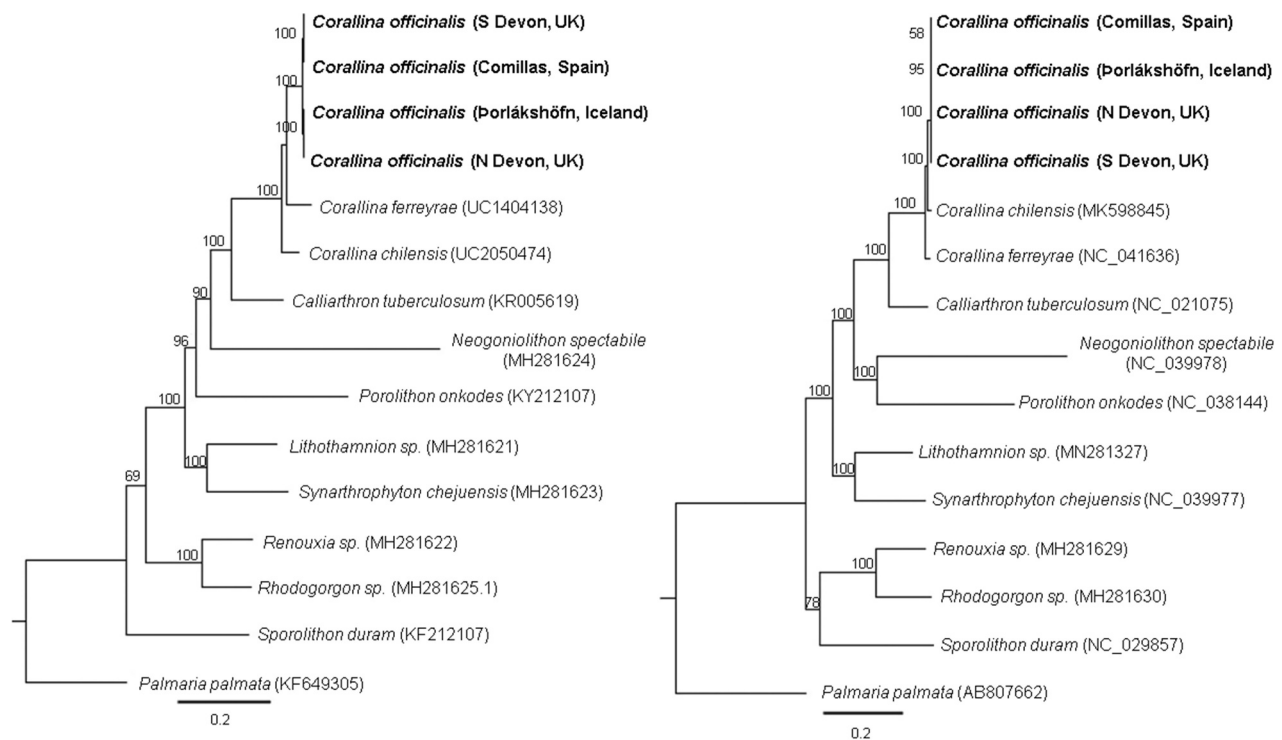 100
Corallina officinalis (S Devon, UK)
100
Corallina officinalis (Comillas, Spain)
100
Corallina officinalis (Þorlákshöfn, Iceland)
Corallina officinalis (N Devon, UK)
100
Corallina ferreyrae (UC1404138)
100
Corallina chilensis (UC2050474)
90
Calliarthron tuberculosum (KR005619)
96
Neogoniolithon spectabile
(MH281624)
Porolithon onkodes (KY212107)
100
Lithothamnion sp. (MH281621)
100
Synarthrophyton chejuensis (MH281623)
69
Renouxia sp. (MH281622)
100
Rhodogorgon sp. (MH281625.1)
Sporolithon duram (KF212107)
Palmaria palmata (KF649305)
0.2
58
Corallina officinalis (Comillas, Spain)
95
Corallina officinalis (Þorlákshöfn, Iceland)
100
Corallina officinalis (N Devon, UK)
100
Corallina officinalis (S Devon, UK)
100
Corallina chilensis (MK598845)
100
Corallina ferreyrae (NC_041636)
Calliarthron tuberculosum (NC_021075)
100
Neogoniolithon spectabile
(NC_039978)
100
Porolithon onkodes (NC_038144)
100
Lithothamnion sp. (MN281327)
100
Synarthrophyton chejuensis (NC_039977)
Renouxia sp. (MH281629)
100
Rhodogorgon sp. (MH281630)
78
Sporolithon duram (NC_029857)
Palmaria palmata (AB807662)
0.2